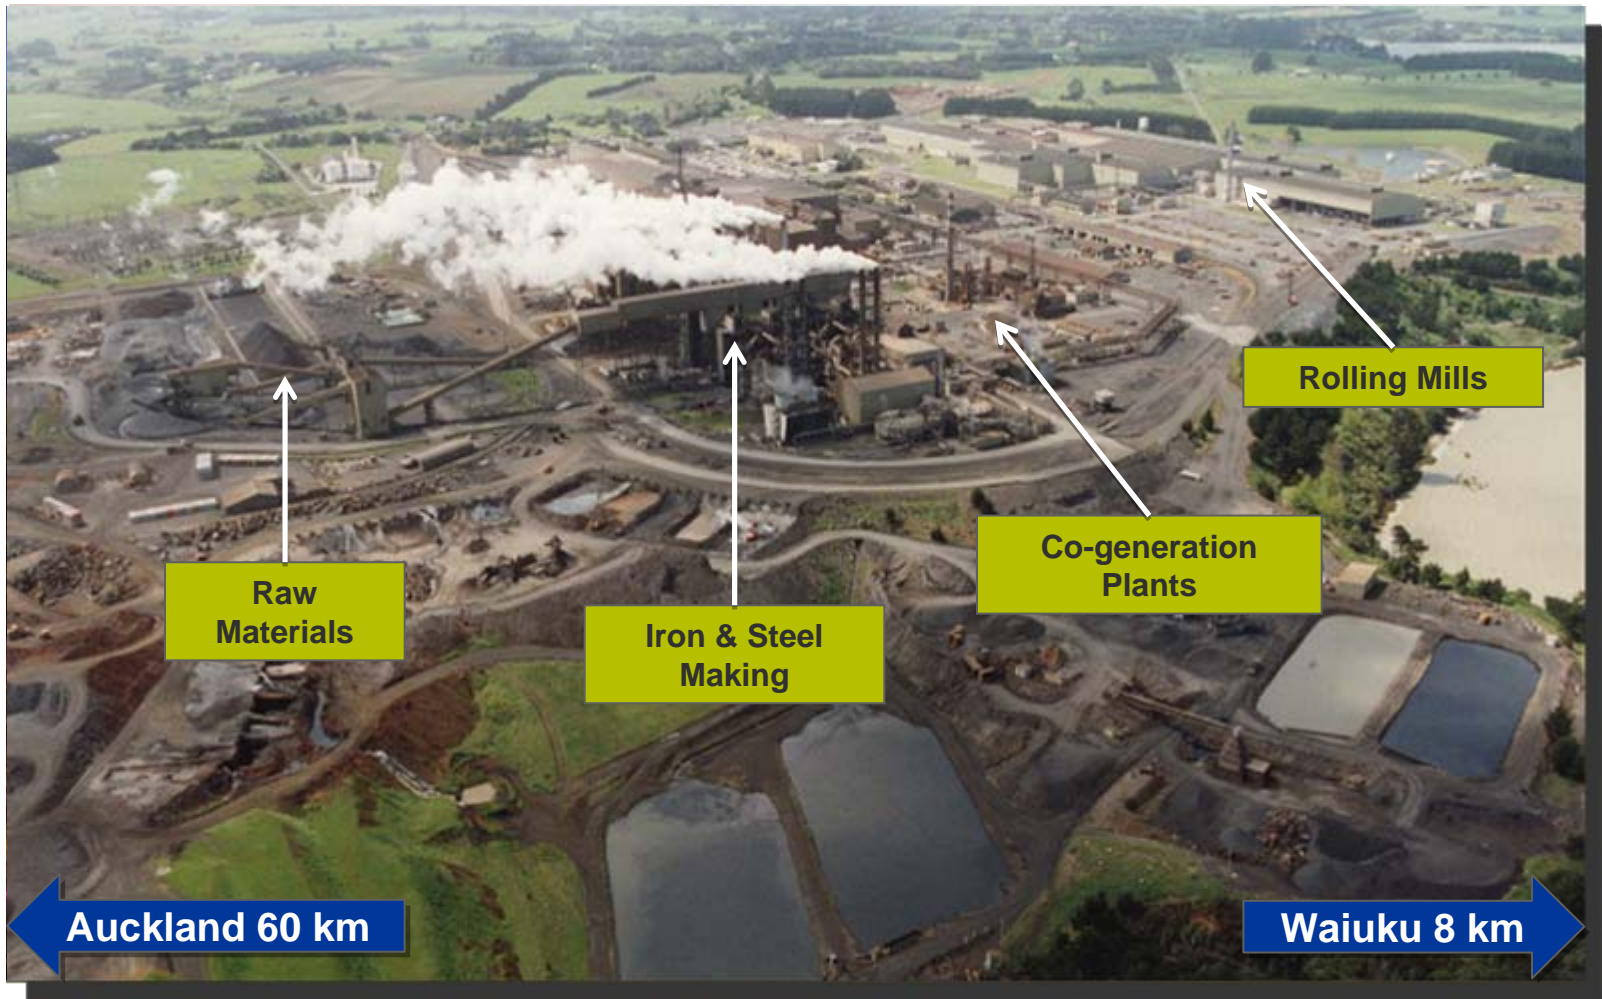 Rolling Mills
Co-generation
Plants
Raw
Materials
Iron & Steel
Making
Auckland 60 km
Waiuku 8 km